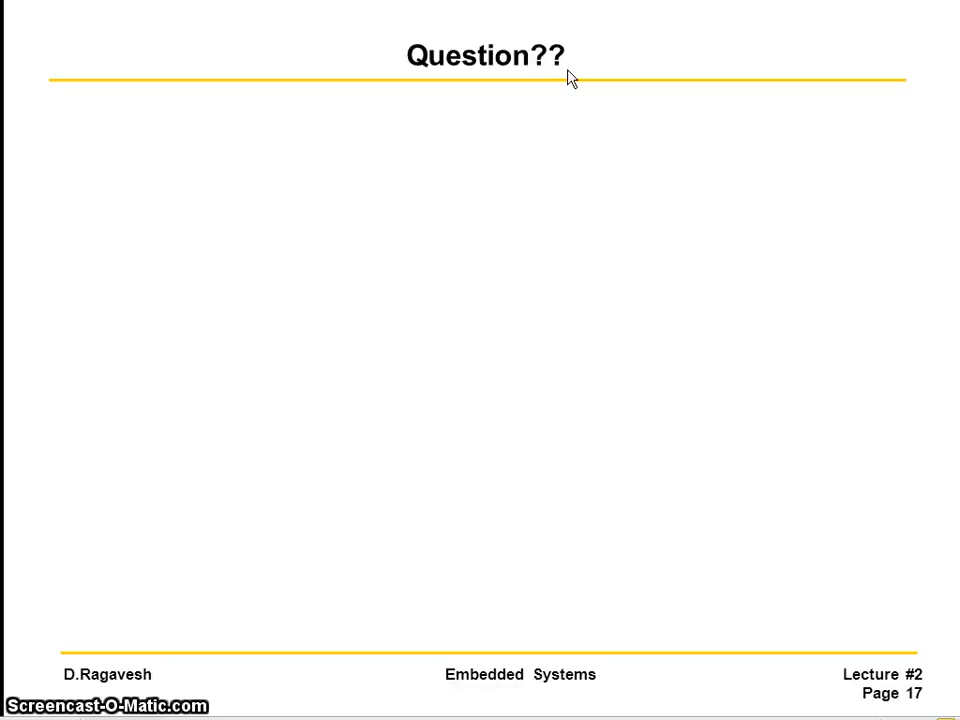 Question??
D.Ragavesh
Embedded Systems
Lecture #2
Page 17
Screencast-O-Matic.com